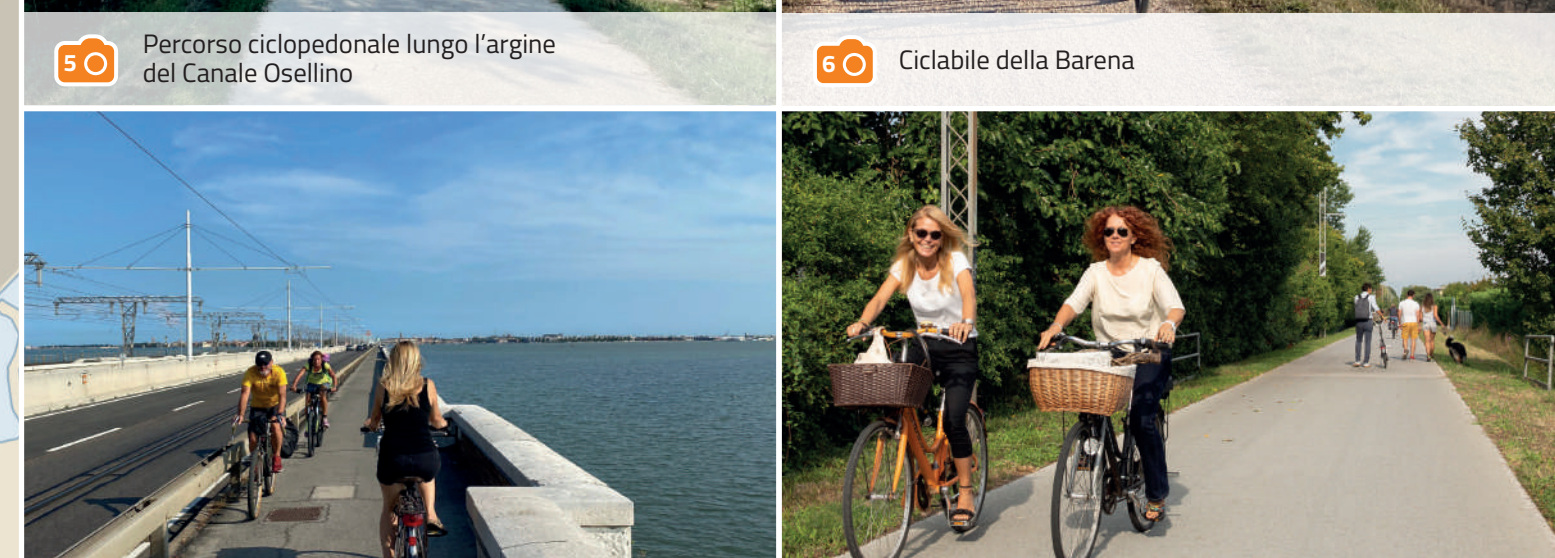 5
Percorso ciclopedonale lungo l'argine
del Canale Osellino
6
Ciclabile della Barena